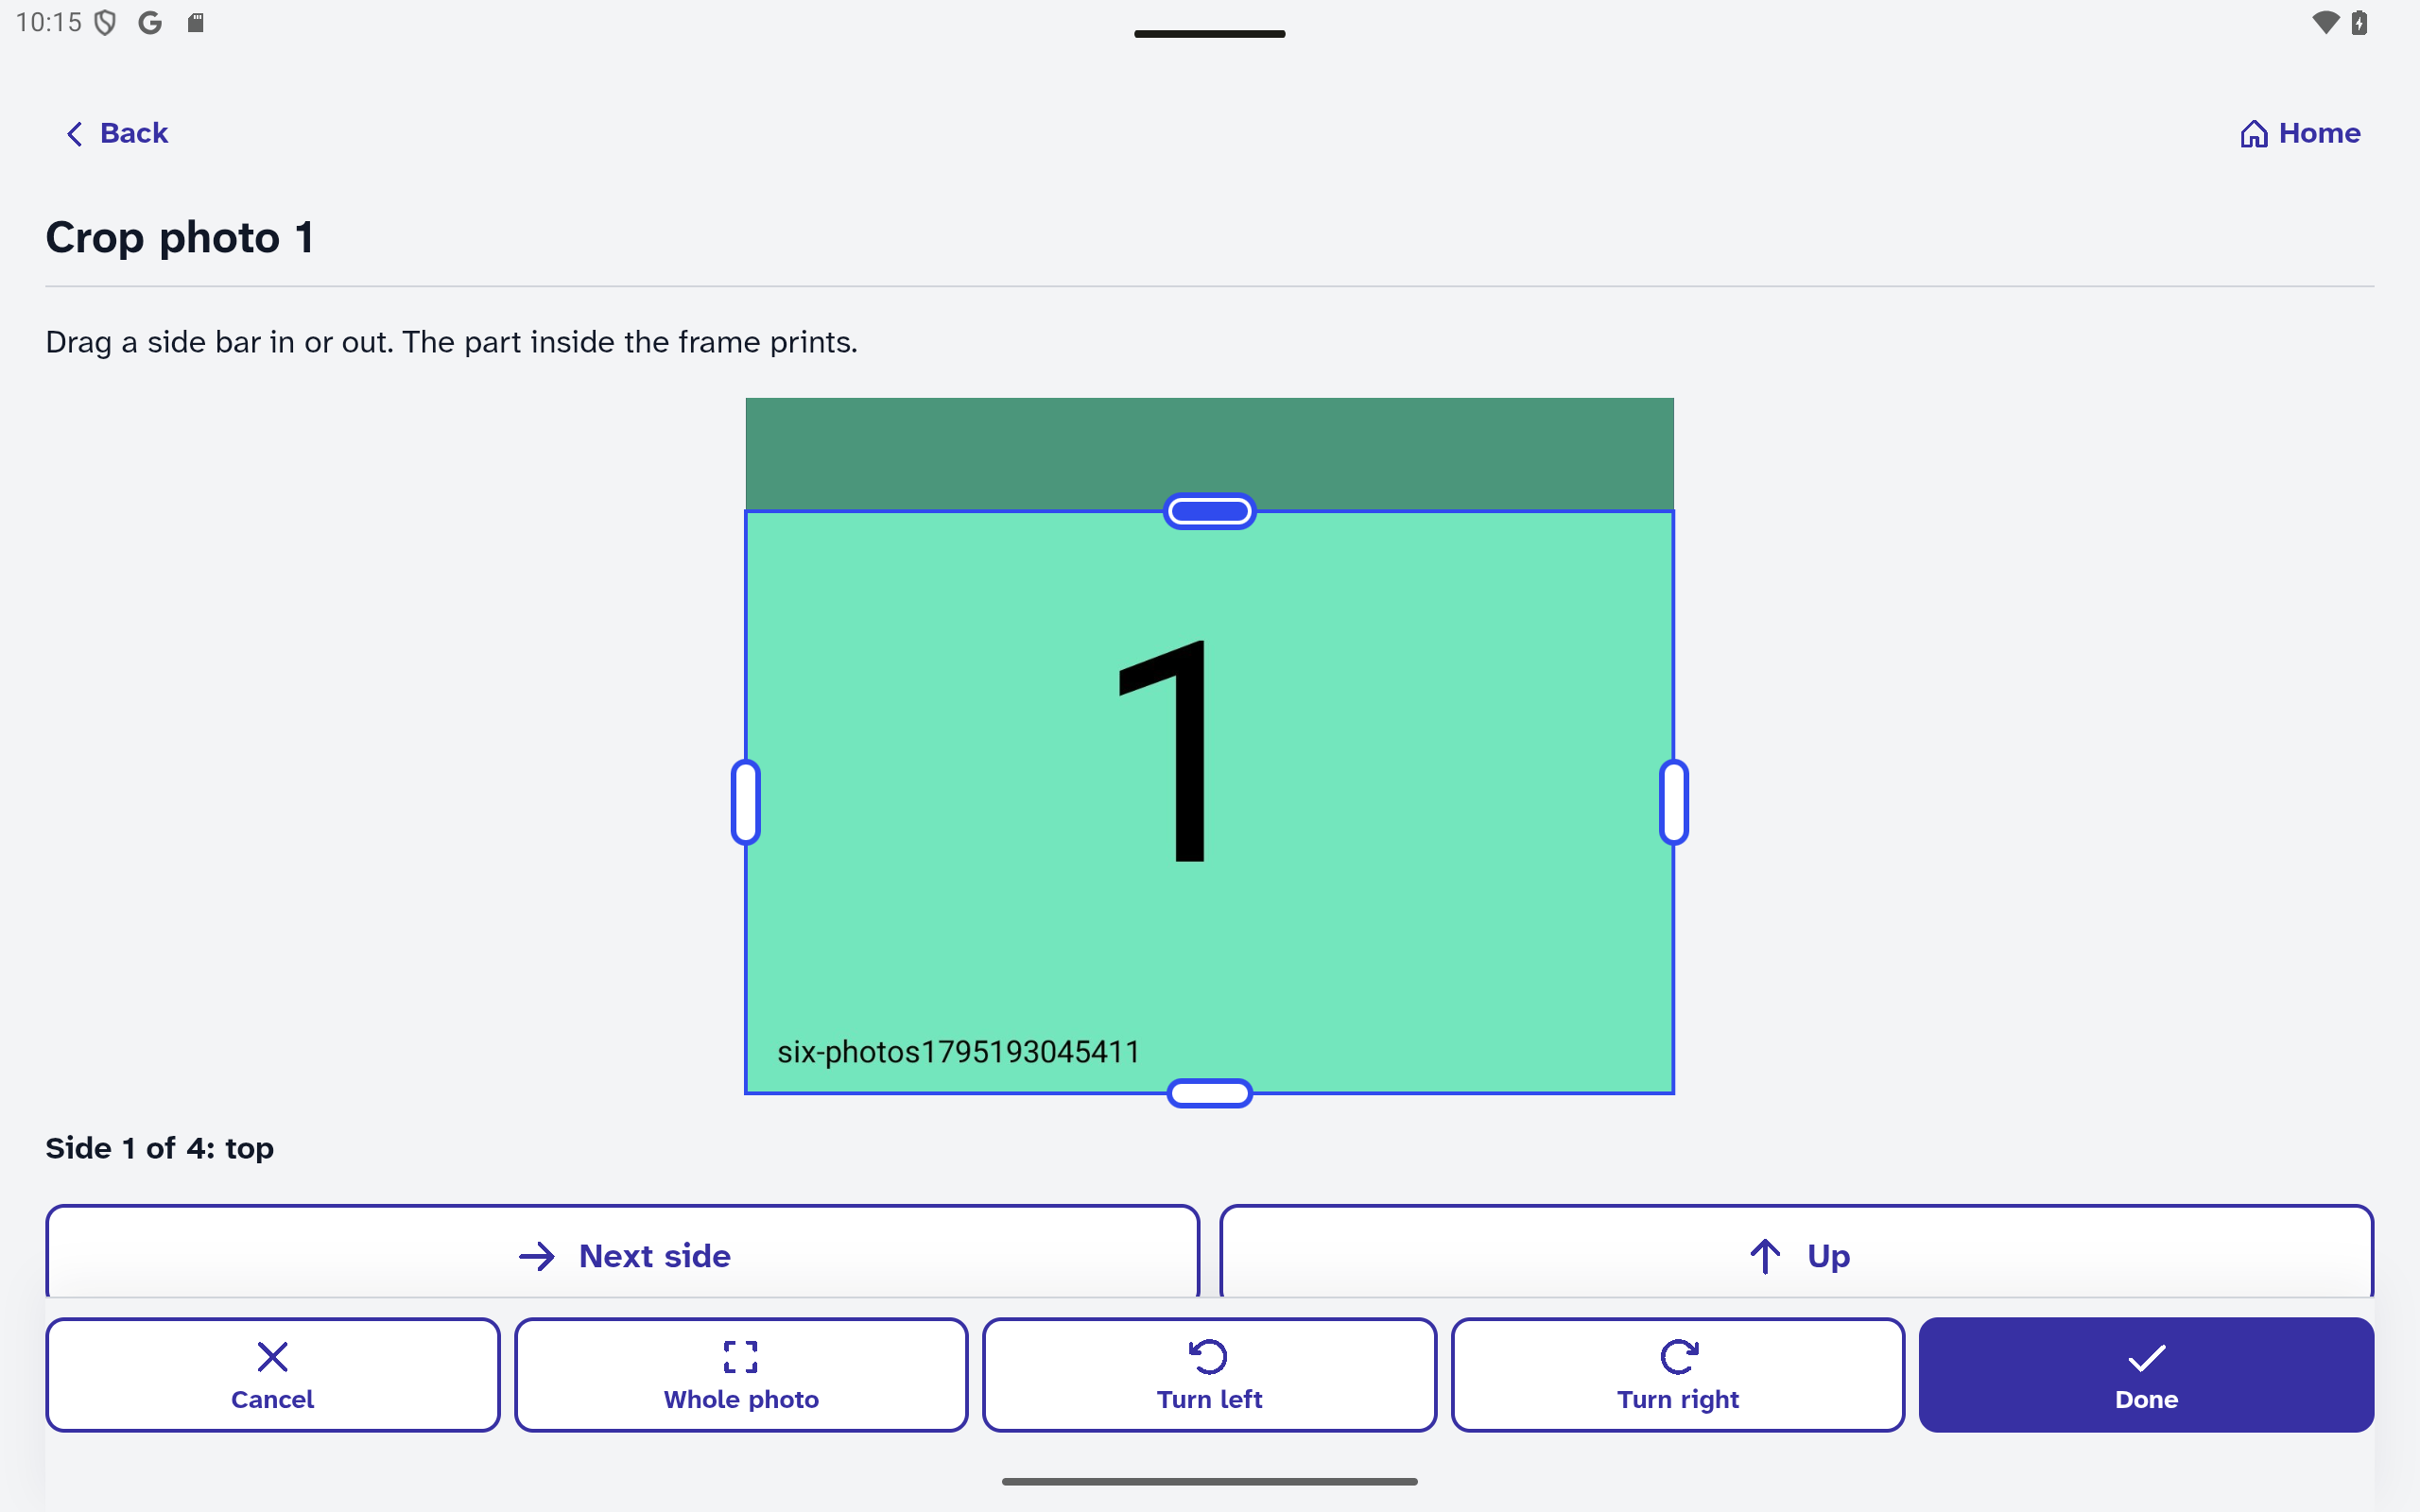 10:15
Back
Home
Crop photo 1
Drag a side bar in or out. The part inside the frame prints.
1
six-photos1795193045411
Side 1 of 4: top
Next side
Up
Cancel
Whole photo
Turn left
Turn right
Done